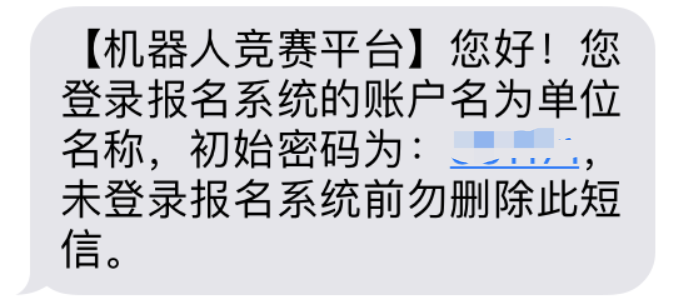 【机器人竞赛平台】您好！您
登录报名系统的账户名为单位
名称，初始密码为：，
未登录报名系统前勿删除此短
信。